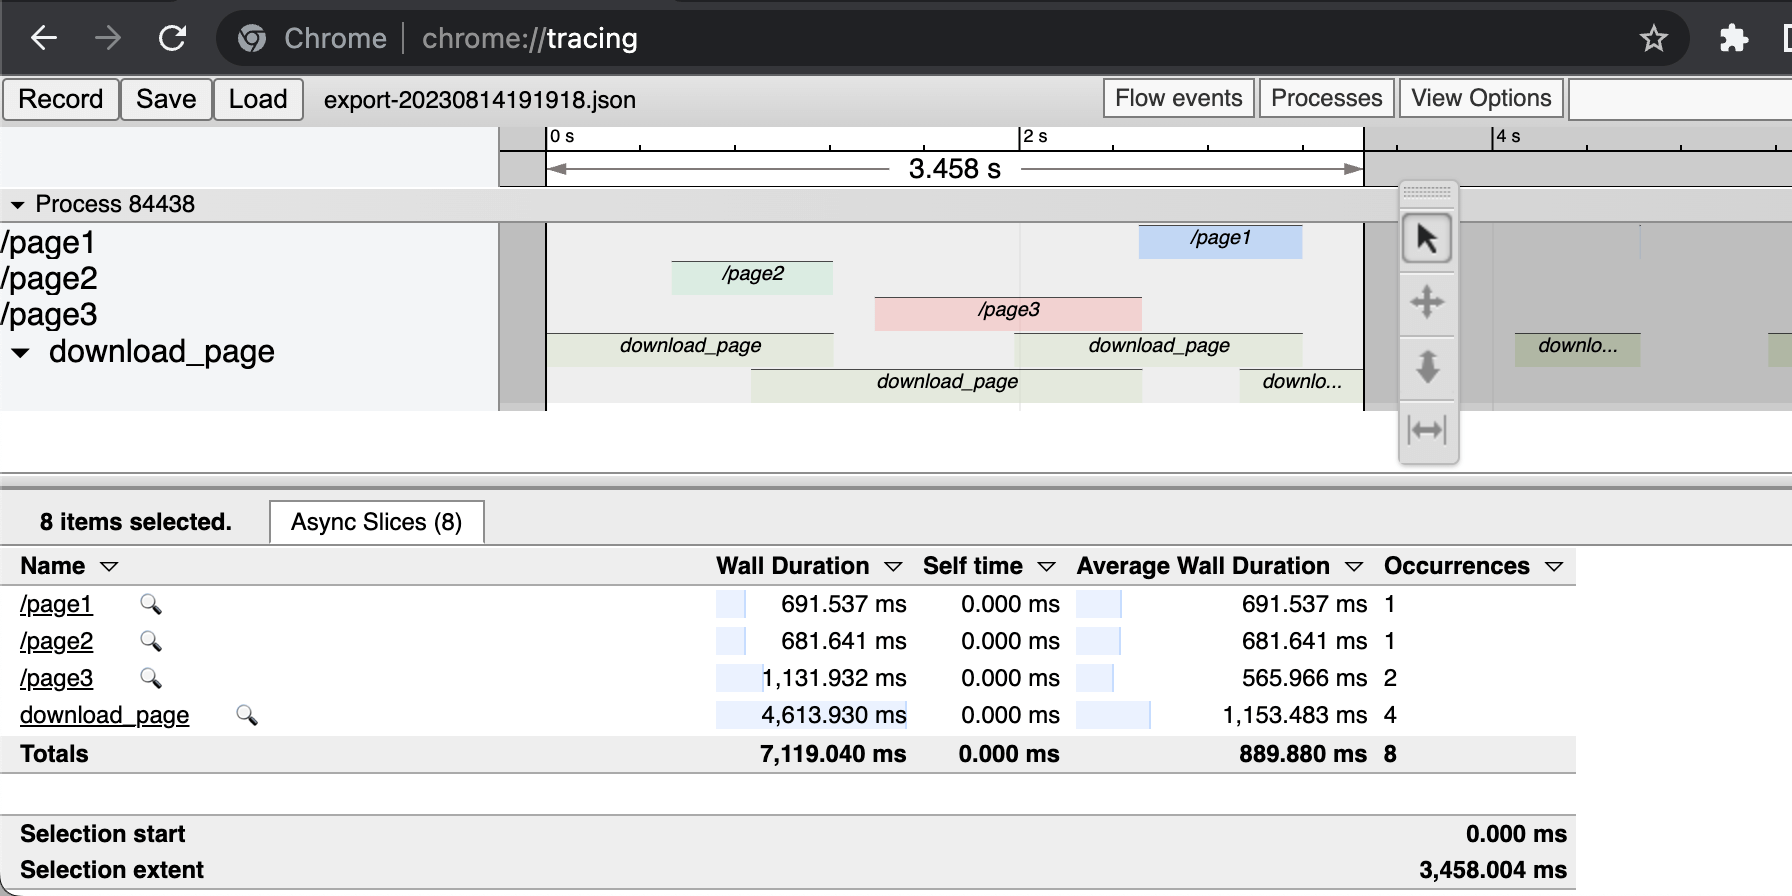 Chrome chrome://tracing
Record Save Load export-20230814191918.json Flow events Processes View Options
0 s 2 s 4 s
3.458 s
Process 84438
/page1 /page1
/page2 /page2
/page3 /page3
download_page download_page download_page downlo...
download_page downlo...
8 items selected. Async Slices (8)
Name Wall Duration Self time Average Wall Duration Occurrences
/page1 691.537 ms 0.000 ms 691.537 ms 1
/page2 681.641 ms 0.000 ms 681.641 ms 1
/page3 1,131.932 ms 0.000 ms 565.966 ms 2
download_page 4,613.930 ms 0.000 ms 1,153.483 ms 4
Totals 7,119.040 ms 0.000 ms 889.880 ms 8
Selection start 0.000 ms
Selection extent 3,458.004 ms